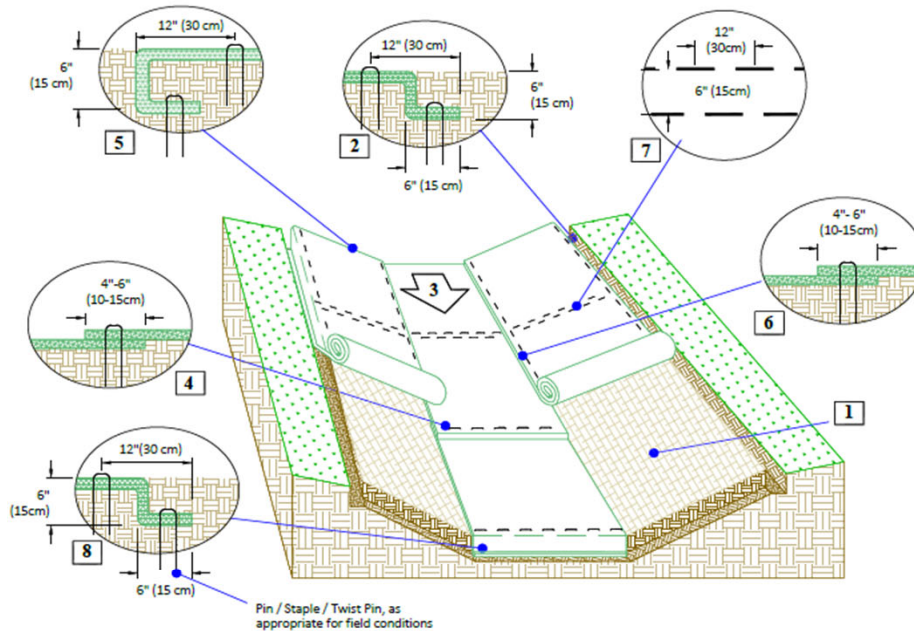 12" (30 cm)
6"
(15 cm)
5
12" (30 cm)
6"
(15 cm)
2
6" (15 cm)
12"
(30cm)
6" (15cm)
7
4"- 6"
(10-15cm)
6
3
4"-6"
(10-15cm)
4
1
12"(30 cm)
6"
(15cm)
8
6" (15 cm)
Pin / Staple / Twist Pin, as
appropriate for field conditions